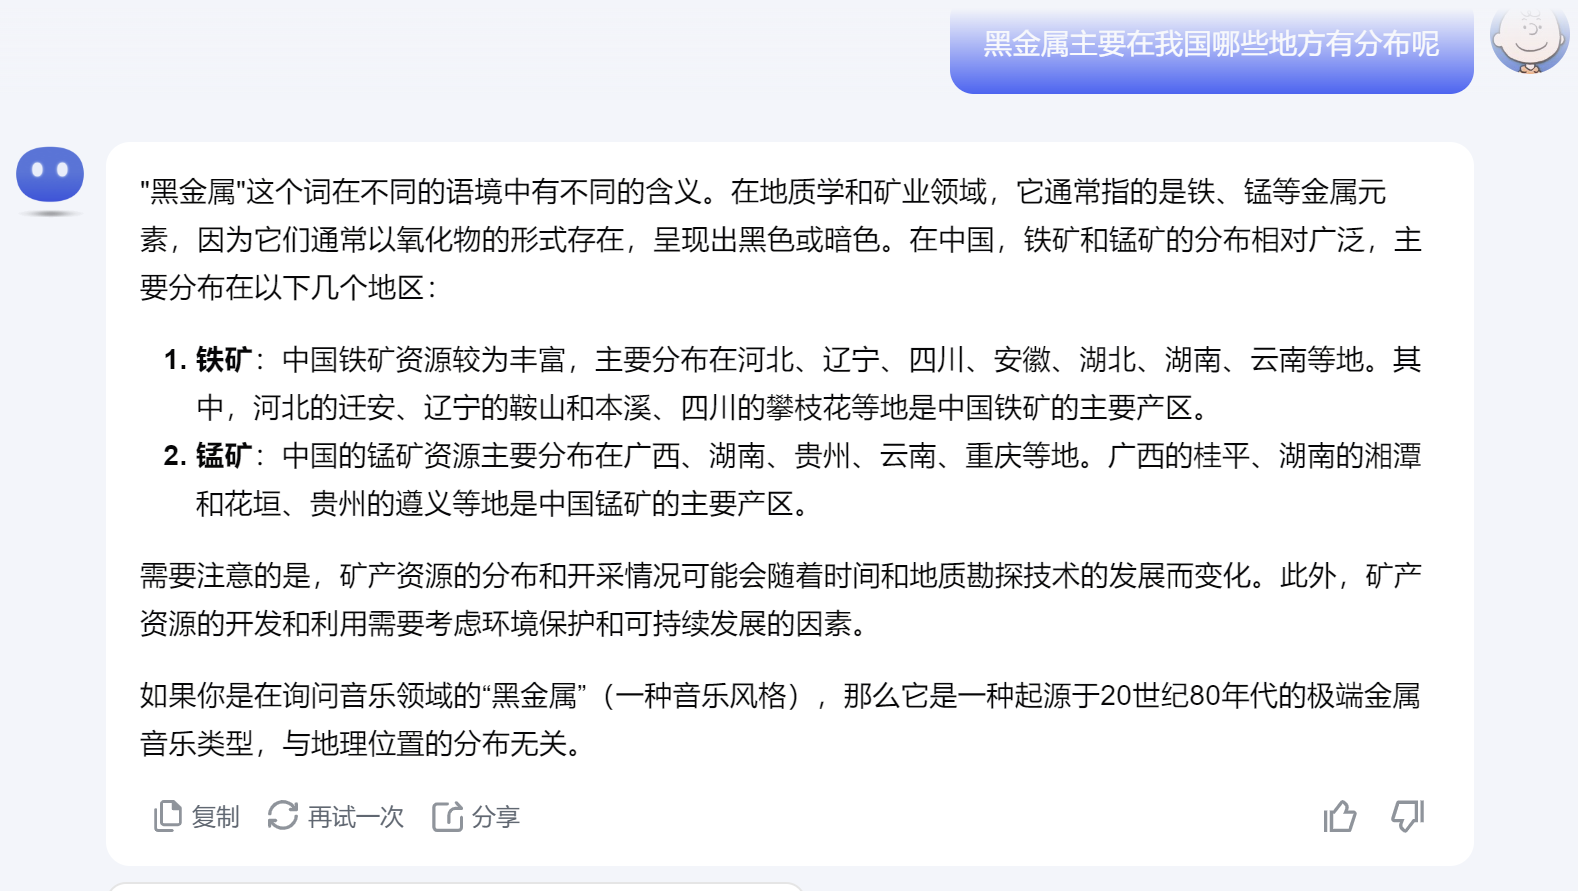 黑金属主要在我国哪些地方有分布呢
"黑金属"这个词在不同的语境中有不同的含义。在地质学和矿业领域，它通常指的是铁、锰等金属元
素，因为它们通常以氧化物的形式存在，呈现出黑色或暗色。在中国，铁矿和锰矿的分布相对广泛，主
要分布在以下几个地区：
1. 铁矿：中国铁矿资源较为丰富，主要分布在河北、辽宁、四川、安徽、湖北、湖南、云南等地。其
中，河北的迁安、辽宁的鞍山和本溪、四川的攀枝花等地是中国铁矿的主要产区。
2. 锰矿：中国的锰矿资源主要分布在广西、湖南、贵州、云南、重庆等地。广西的桂平、湖南的湘潭
和花垣、贵州的遵义等地是中国锰矿的主要产区。
需要注意的是，矿产资源的分布和开采情况可能会随着时间和地质勘探技术的发展而变化。此外，矿产
资源的开发和利用需要考虑环境保护和可持续发展的因素。
如果你是在询问音乐领域的“黑金属”（一种音乐风格），那么它是一种起源于20世纪80年代的极端金属
音乐类型，与地理位置的分布无关。
复制 再试一次 分享